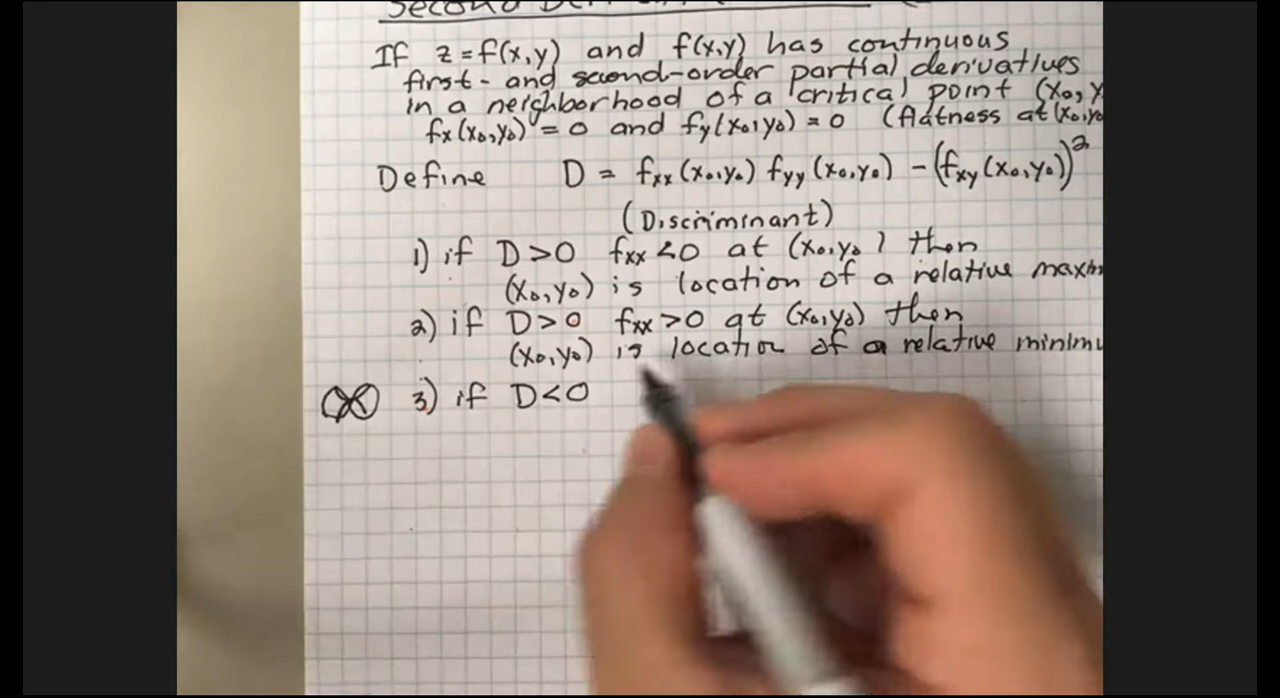 Second
If z = f(x,y) and f(x,y) has continuous
first- and second-order partial derivatives
in a neighborhood of a critical point (x₀, y
fx(x₀,y₀) = 0 and fy(x₀,y₀) = 0 (flatness at (x₀,y₀
Define D = fxx(x₀,y₀) fyy(x₀,y₀) - (fxy(x₀,y₀))²
(Discriminant)
1) if D>0 fxx<0 at (x₀,y₀) then
(x₀,y₀) is location of a relative maxim
2) if D>0 fxx>0 at (x₀,y₀) then
(x₀,y₀) is location of a relative minimu
3) if D<0